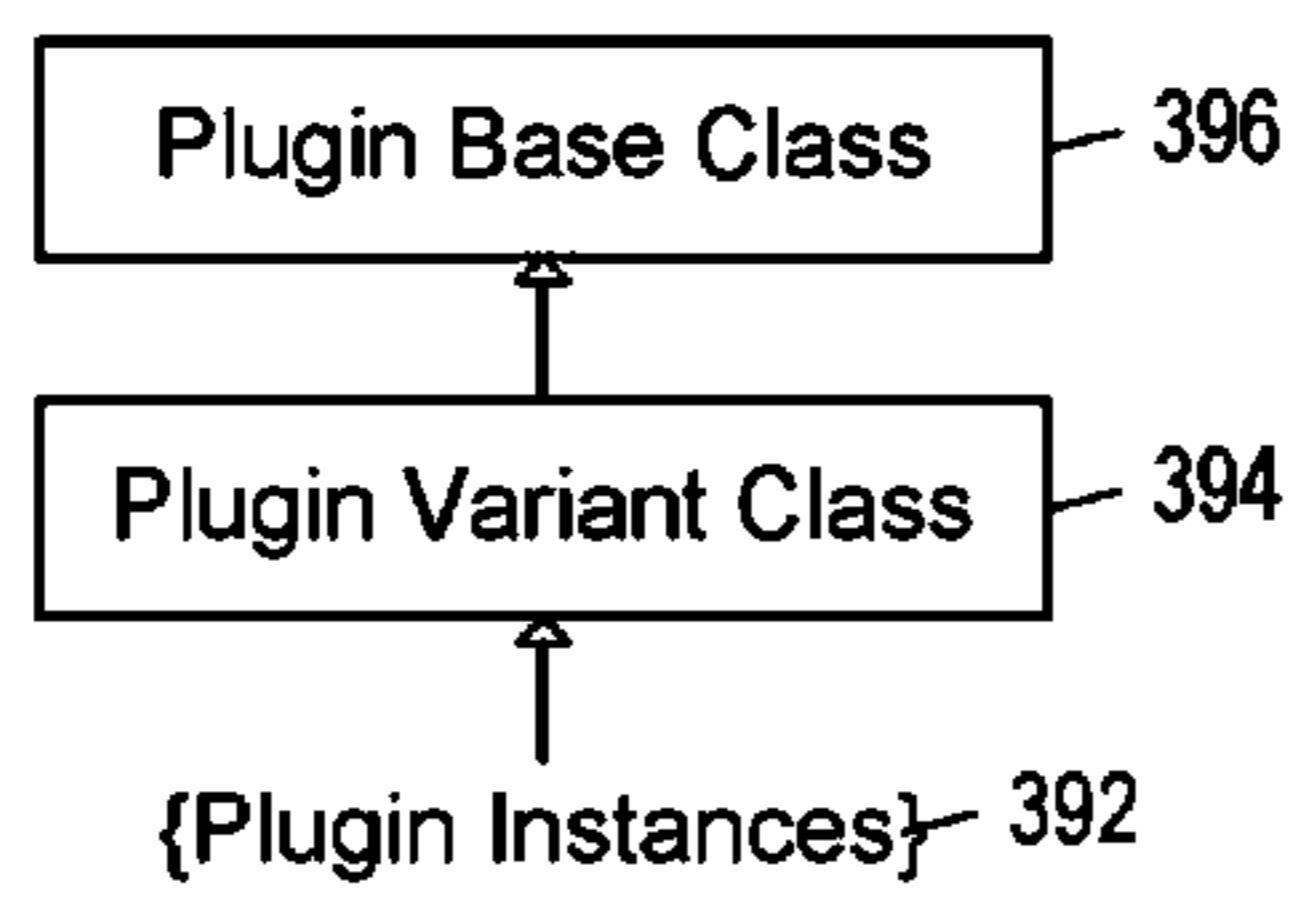 Plugin Base Class
396
Plugin Variant Class
394
{Plugin Instances}
392